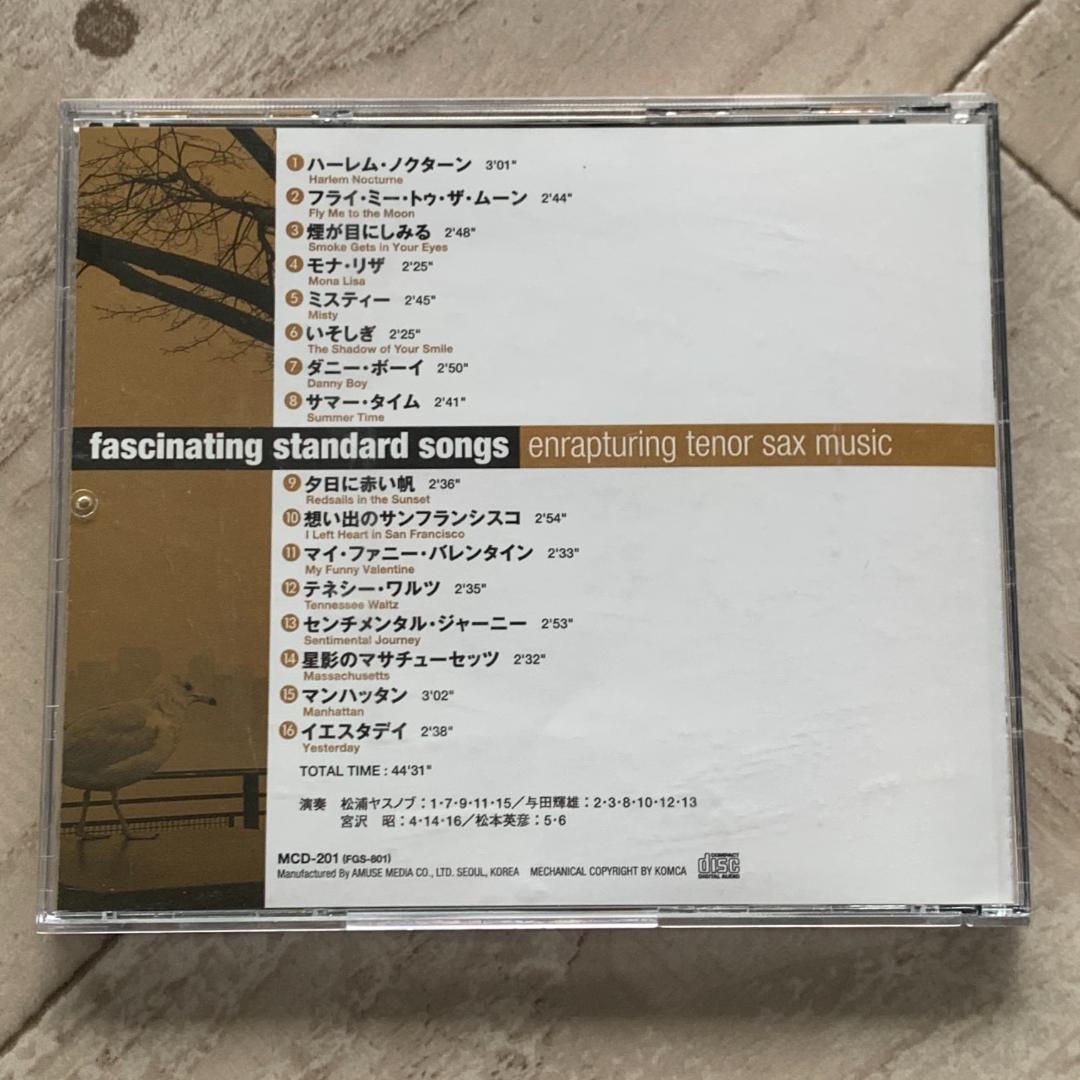 1 ハーレム・ノクターン 3'01"
Harlem Nocturne
2 フライ・ミー・トゥ・ザ・ムーン 2'44"
Fly Me to the Moon
3 煙が目にしみる 2'48"
Smoke Gets in Your Eyes
4 モナ・リザ 2'25"
Mona Lisa
5 ミスティー 2'45"
Misty
6 いそしぎ 2'25"
The Shadow of Your Smile
7 ダニー・ボーイ 2'50"
Danny Boy
8 サマー・タイム 2'41"
Summer Time
fascinating standard songs enrapturing tenor sax music
9 夕日に赤い帆 2'36"
Redsails in the Sunset
10 想い出のサンフランシスコ 2'54"
I Left Heart in San Francisco
11 マイ・ファニー・バレンタイン 2'33"
My Funny Valentine
12 テネシー・ワルツ 2'35"
Tennessee Waltz
13 センチメンタル・ジャーニー 2'53"
Sentimental Journey
14 星影のマサチューセッツ 2'32"
Massachusetts
15 マンハッタン 3'02"
Manhattan
16 イエスタデイ 2'38"
Yesterday
TOTAL TIME : 44'31"
演奏 松浦ヤスノブ：1・7・9・11・15／与田輝雄：2・3・8・10・12・13
宮沢 昭：4・14・16／松本英彦：5・6
MCD-201 (FGS-801)
Manufactured By AMUSE MEDIA CO., LTD. SEOUL, KOREA MECHANICAL COPYRIGHT BY KOMCA
COMPACT
disc
DIGITAL AUDIO